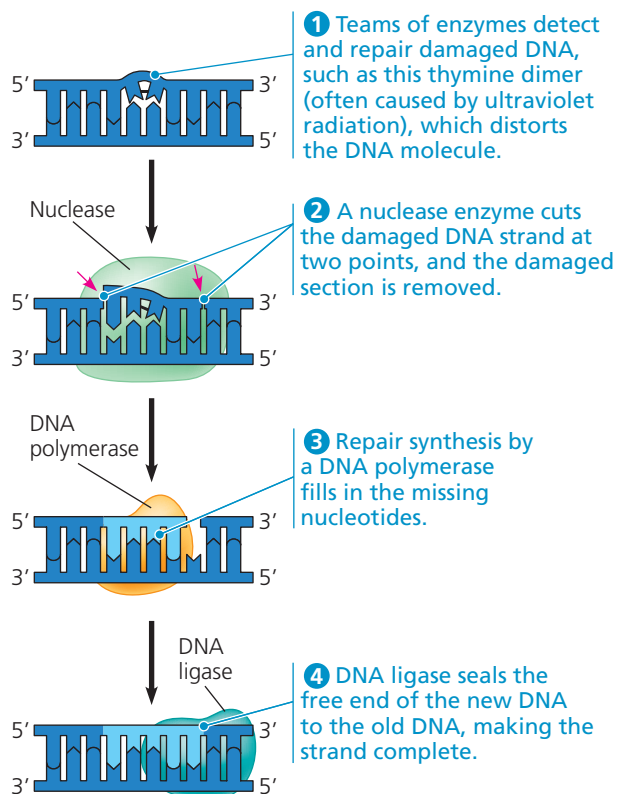 1 Teams of enzymes detect
and repair damaged DNA,
such as this thymine dimer
(often caused by ultraviolet
radiation), which distorts
the DNA molecule.
5′ 3′
3′ 5′
Nuclease
2 A nuclease enzyme cuts
the damaged DNA strand at
two points, and the damaged
section is removed.
5′ 3′
3′ 5′
DNA
polymerase
3 Repair synthesis by
a DNA polymerase
fills in the missing
nucleotides.
5′ 3′
3′ 5′
DNA
ligase
4 DNA ligase seals the
free end of the new DNA
to the old DNA, making the
strand complete.
5′ 3′
3′ 5′